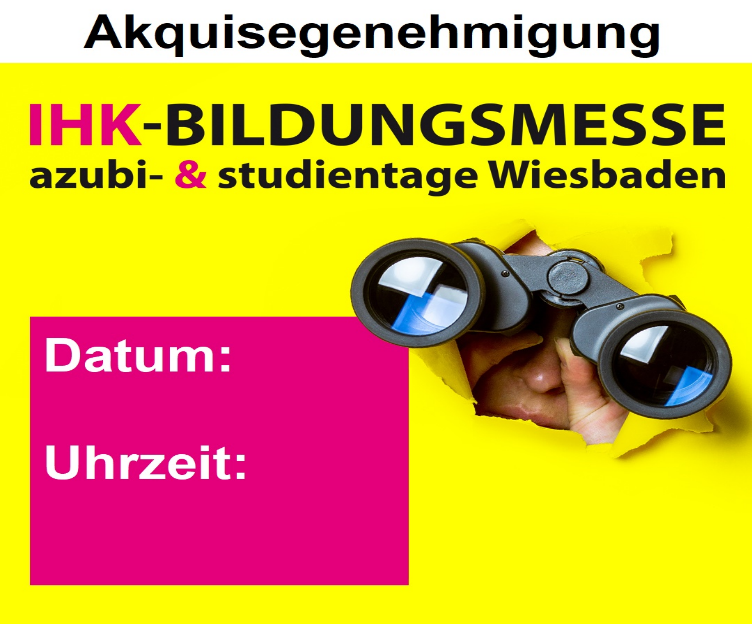 Akquisegenehmigung
IHK-BILDUNGSMESSE
azubi- & studientage Wiesbaden
Datum:
Uhrzeit: